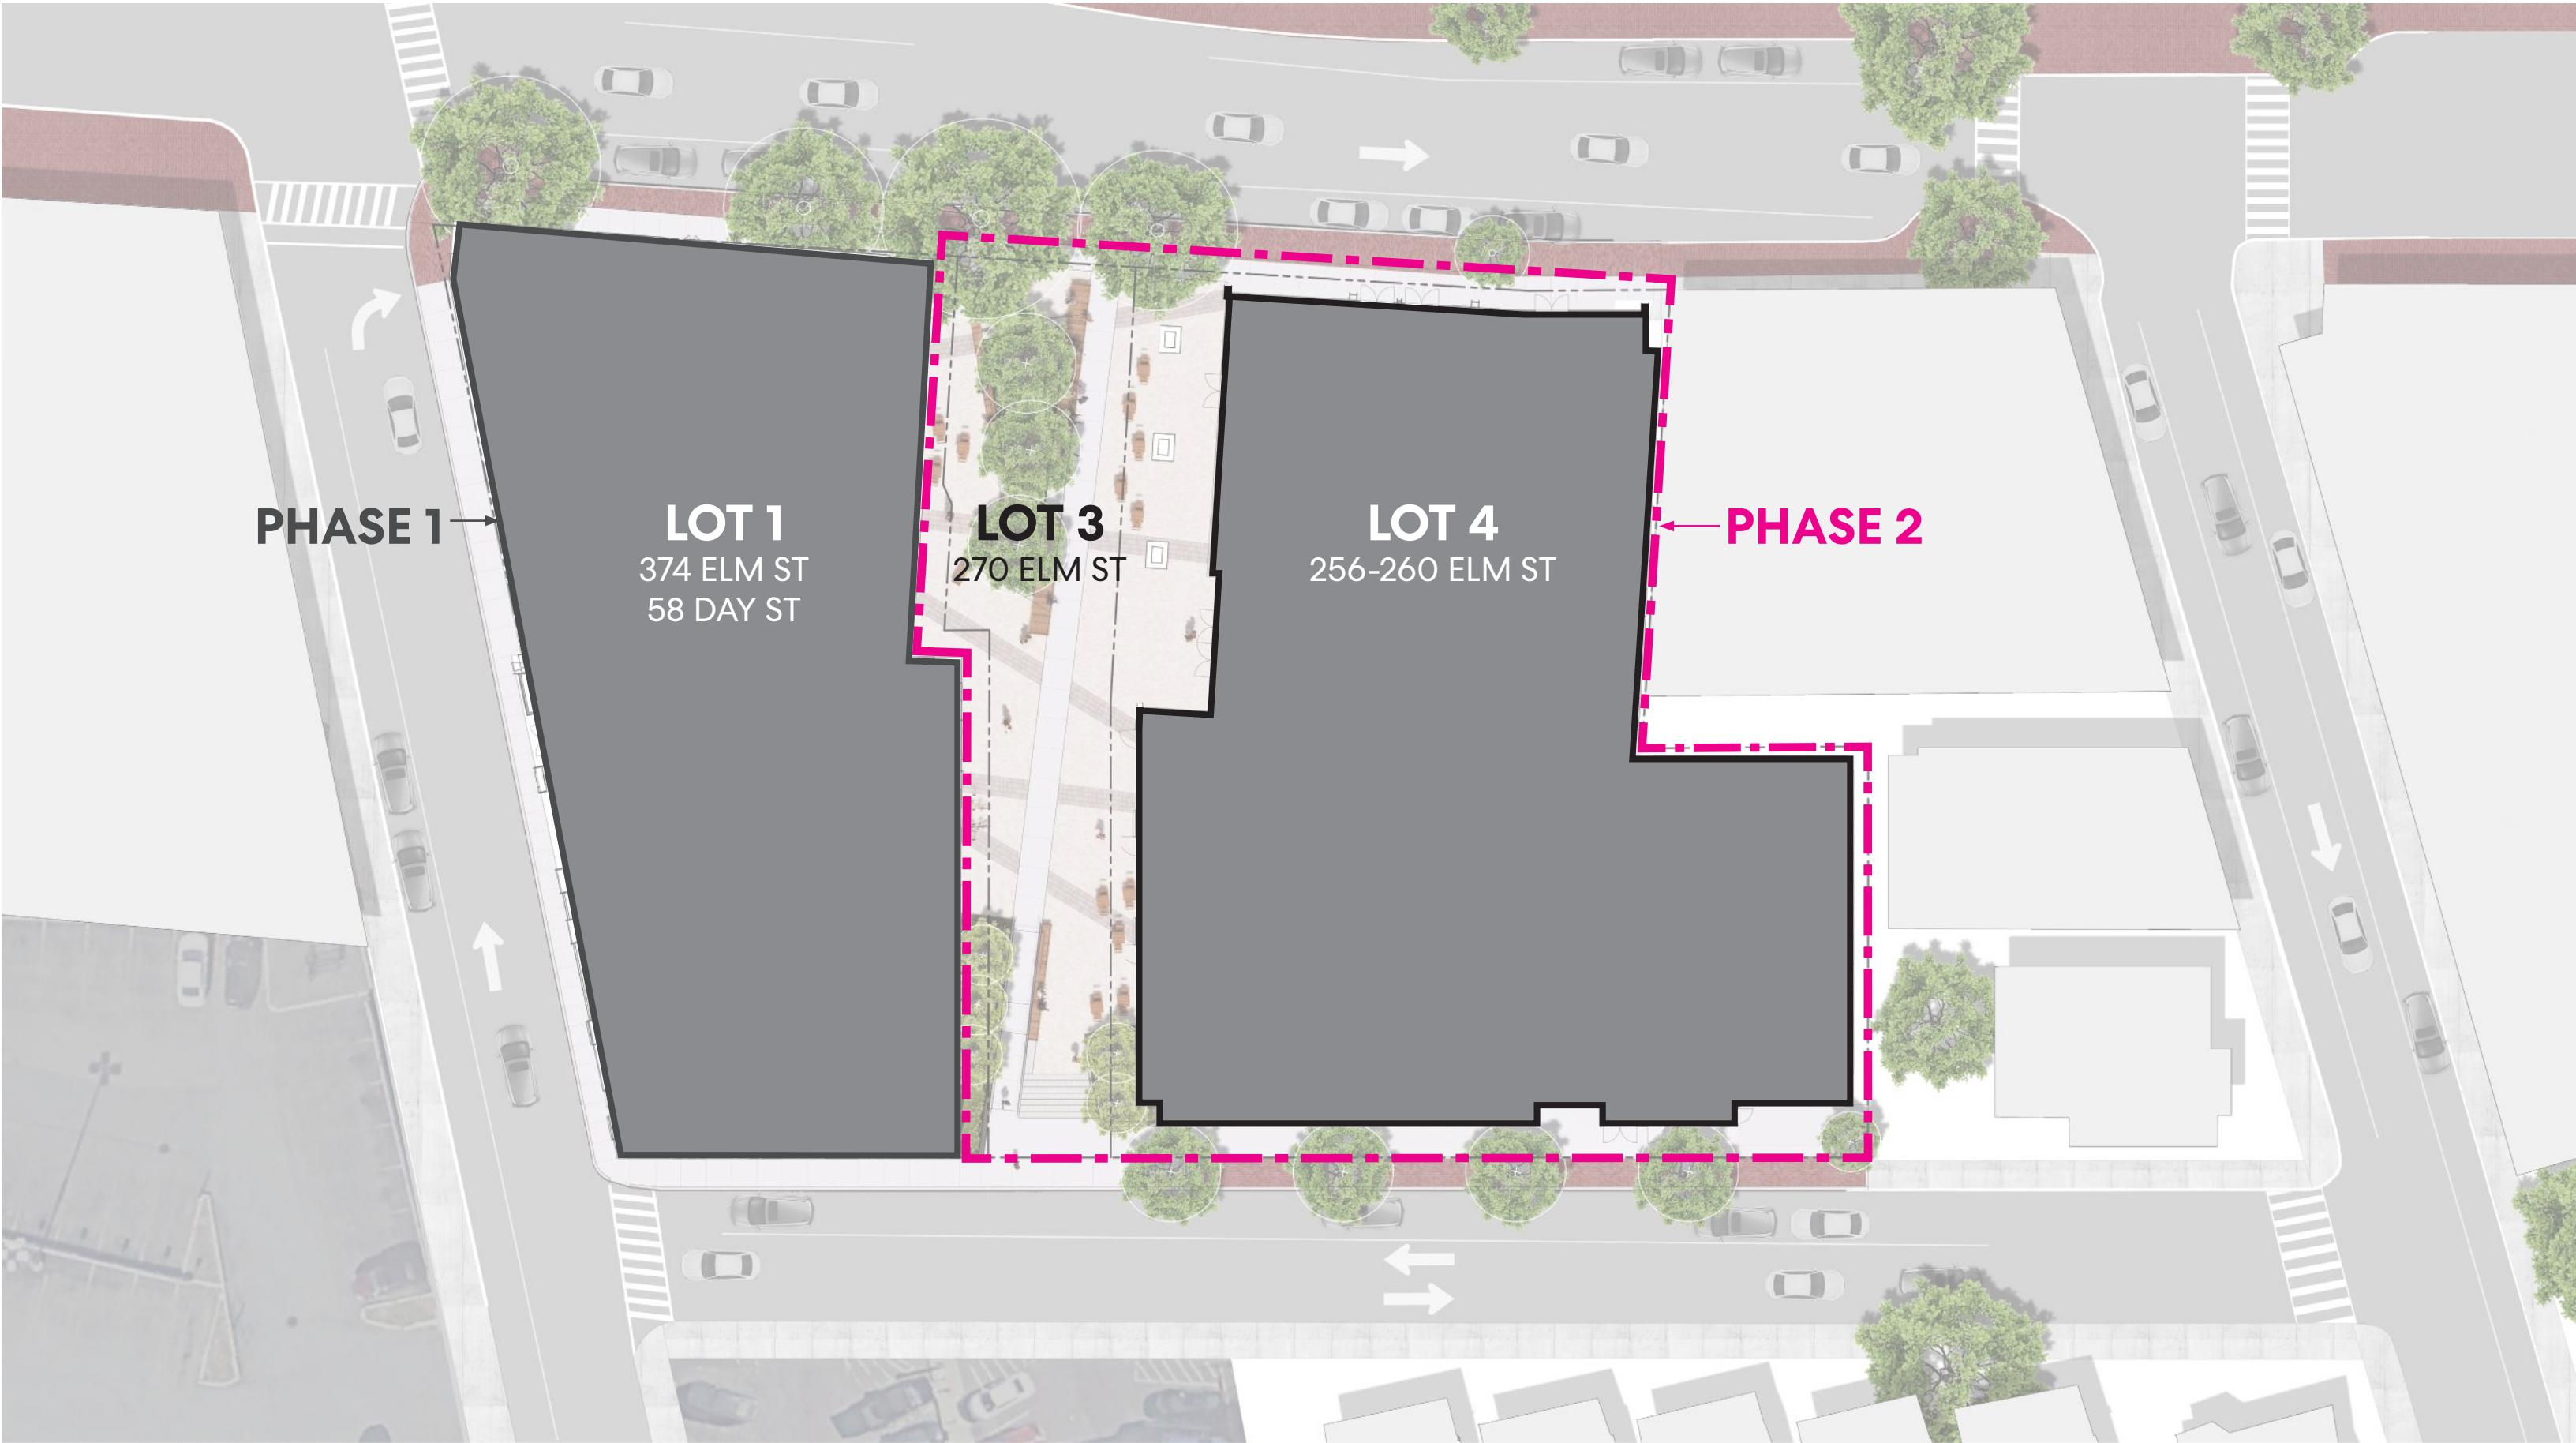 PHASE 1
LOT 1
374 ELM ST
58 DAY ST
LOT 3
270 ELM ST
LOT 4
256-260 ELM ST
PHASE 2